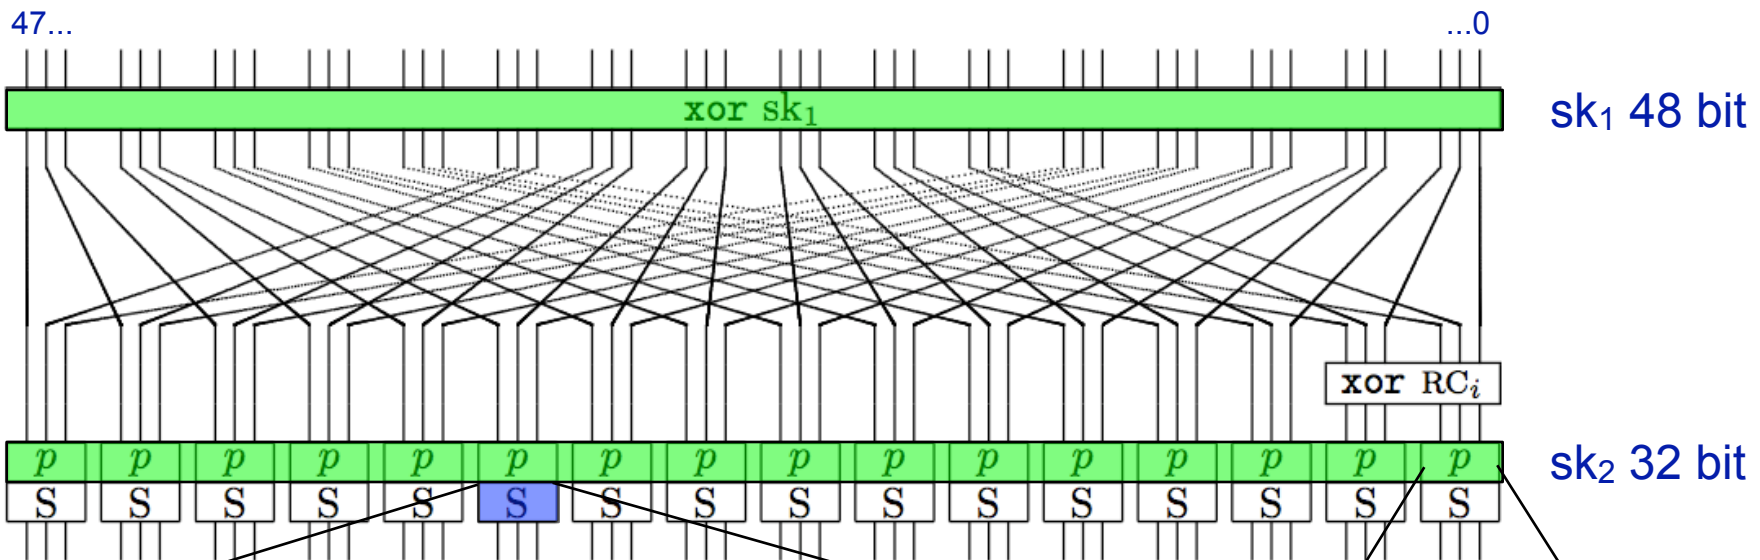 47... ...0
xor sk₁ sk₁ 48 bit
xor RCᵢ
p p p p p p p p p p p p p p p p sk₂ 32 bit
S S S S S S S S S S S S S S S S